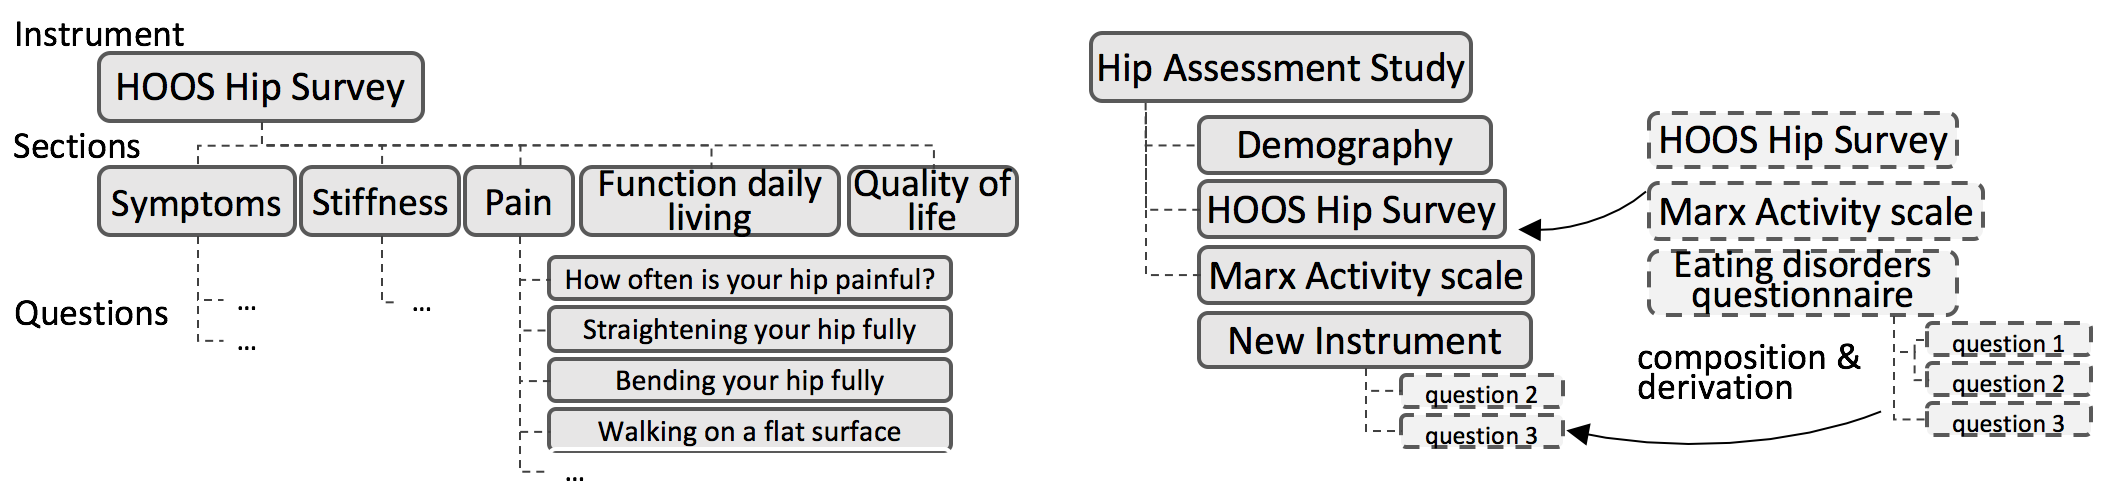 Instrument
HOOS Hip Survey
Sections
Symptoms
Stiffness
Pain
Function daily
living
Quality of
life
Questions
...
...
...
How often is your hip painful?
Straightening your hip fully
Bending your hip fully
Walking on a flat surface
...
Hip Assessment Study
Demography
HOOS Hip Survey
Marx Activity scale
New Instrument
question 2
question 3
HOOS Hip Survey
Marx Activity scale
Eating disorders
questionnaire
question 1
question 2
question 3
composition &
derivation